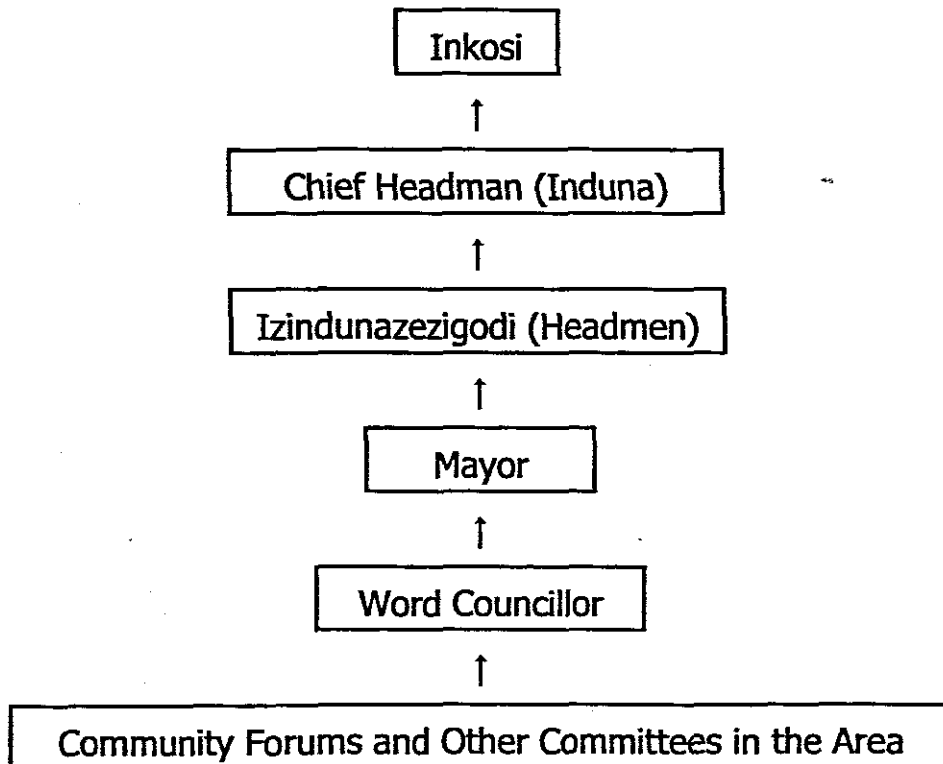 Inkosi
↑
Chief Headman (Induna)
↑
Izindunazezigodi (Headmen)
↑
Mayor
↑
Word Councillor
↑
Community Forums and Other Committees in the Area